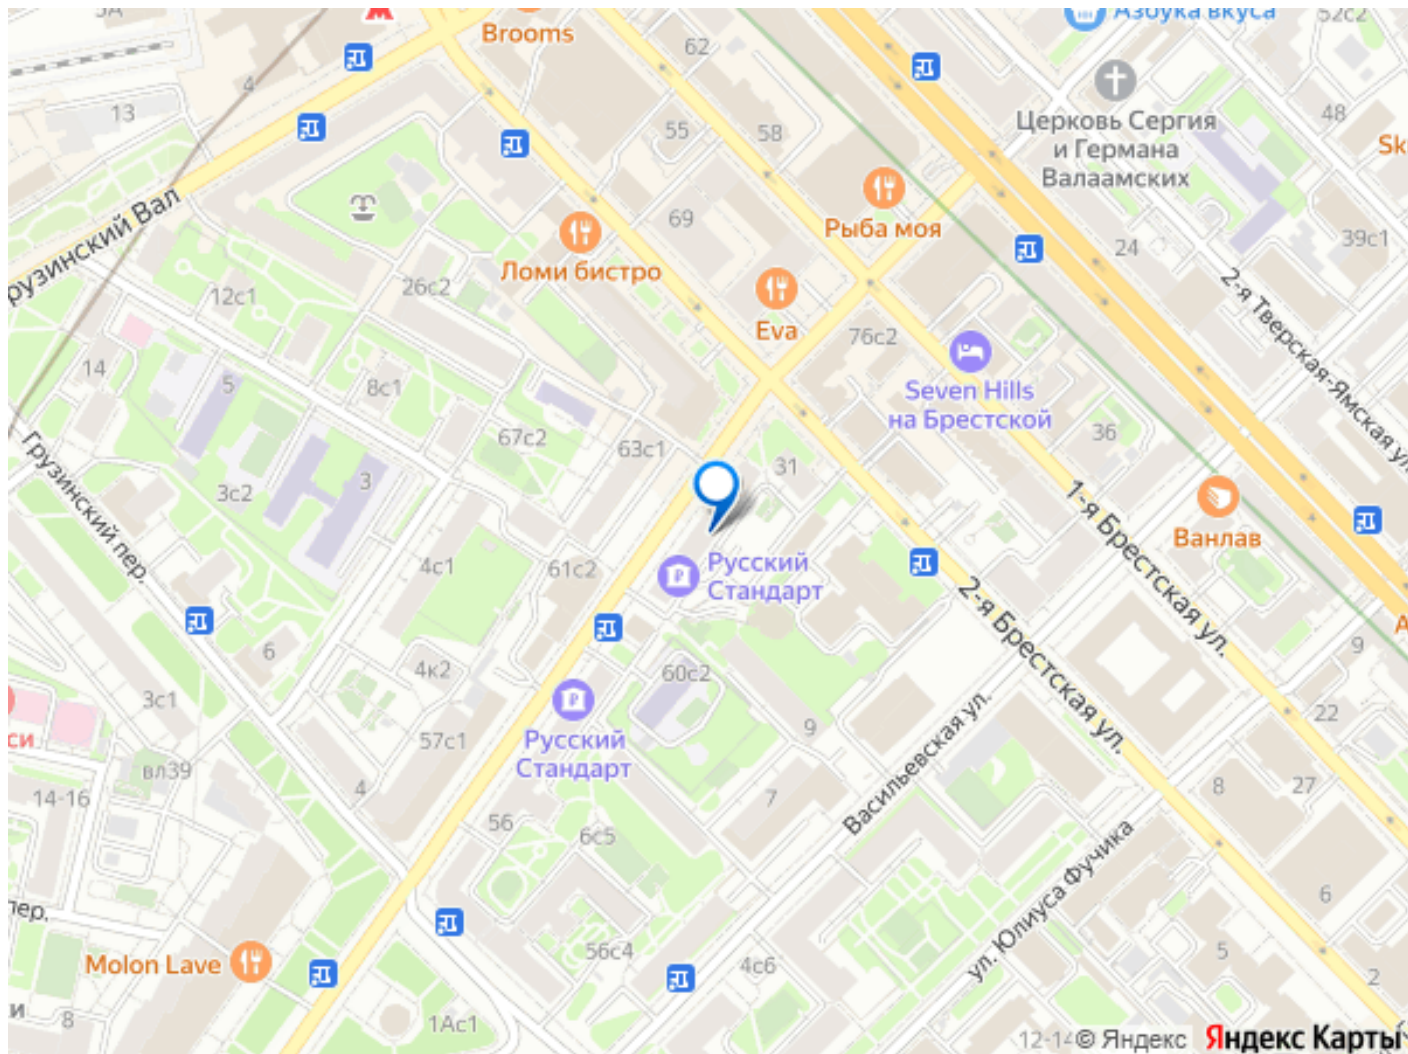 5А
Азбука вкуса
52с2
Brooms
62
4
13
55
58
Церковь Сергия
и Германа
Валаамских
48
Рыба моя
69
24
39с1
Ломи бистро
26с2
12с1
Eva
76с2
2-я Тверская-Ямская ул.
14
5
8с1
Seven Hills
на Брестской
36
67с2
63с1
31
3с2
3
Грузинский пер.
1-я Брестская ул.
Ванлав
4с1
61с2
Русский
Стандарт
2-я Брестская ул.
6
4к2
60с2
9
3с1
9
22
57с1
Русский
Стандарт
вл39
14-16
4
7
Васильевская ул.
8
27
56
6с5
ул. Юлиуса Фучика
6
пер.
Molon Lave
56с4
4с6
5
2
8
1Ас1
12-14
© Яндекс
Яндекс Карты